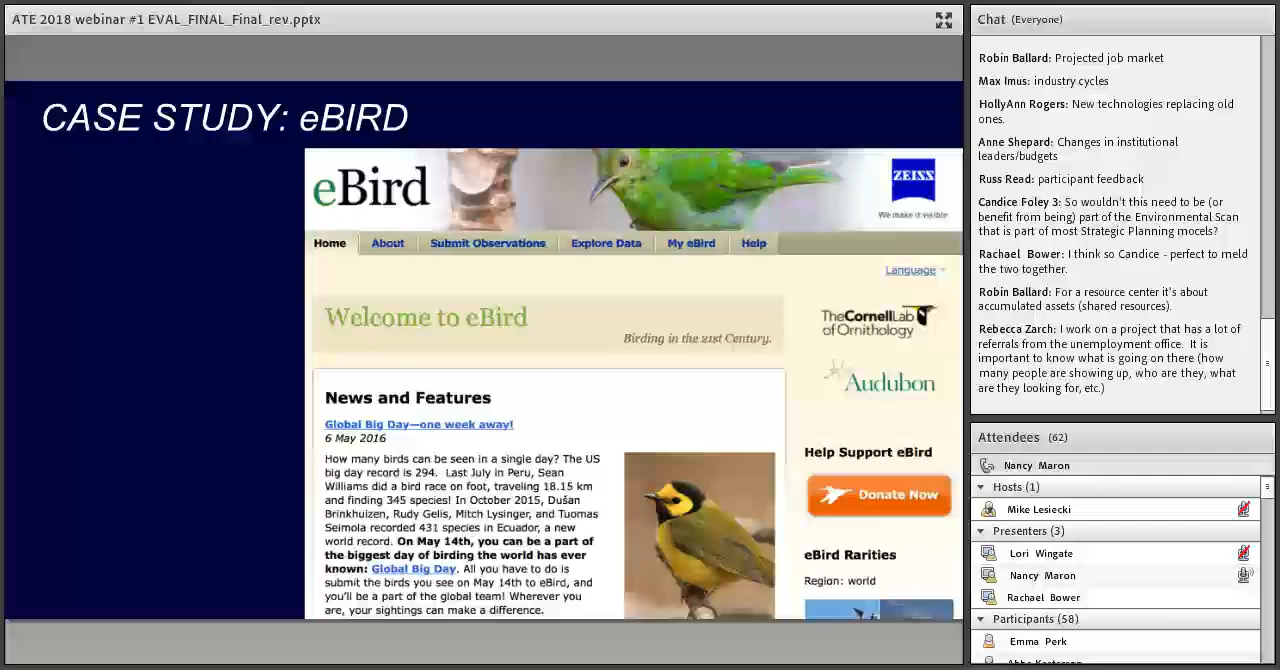 ATE 2018 webinar #1 EVAL_FINAL_Final_rev.pptx
CASE STUDY: eBIRD
eBird
ZEISS
We make it visible
Home
About
Submit Observations
Explore Data
My eBird
Help
Language
Welcome to eBird
Birding in the 21st Century.
TheCornellLab
of Ornithology
Audubon
News and Features
Global Big Day—one week away!
6 May 2016
How many birds can be seen in a single day? The US
big day record is 294. Last July in Peru, Sean
Williams did a bird race on foot, traveling 18.15 km
and finding 345 species! In October 2015, Dušan
Brinkhuizen, Rudy Gelis, Mitch Lysinger, and Tuomas
Seimola recorded 431 species in Ecuador, a new
world record. On May 14th, you can be a part of
the biggest day of birding the world has ever
known: Global Big Day. All you have to do is
submit the birds you see on May 14th to eBird, and
you'll be a part of the global team! Wherever you
are, your sightings can make a difference.
Help Support eBird
Donate Now
eBird Rarities
Region: world
Chat (Everyone)
Robin Ballard: Projected job market
Max Imus: industry cycles
HollyAnn Rogers: New technologies replacing old
ones.
Anne Shepard: Changes in institutional
leaders/budgets
Russ Read: participant feedback
Candice Foley 3: So wouldn't this need to be (or
benefit from being) part of the Environmental Scan
that is part of most Strategic Planning mocels?
Rachael Bower: I think so Candice - perfect to meld
the two together.
Robin Ballard: For a resource center it's about
accumulated assets (shared resources).
Rebecca Zarch: I work on a project that has a lot of
referrals from the unemployment office. It is
important to know what is going on there (how
many people are showing up, who are they, what
are they looking for, etc.)
Attendees (62)
Nancy Maron
Hosts (1)
Mike Lesiecki
Presenters (3)
Lori Wingate
Nancy Maron
Rachael Bower
Participants (58)
Emma Perk